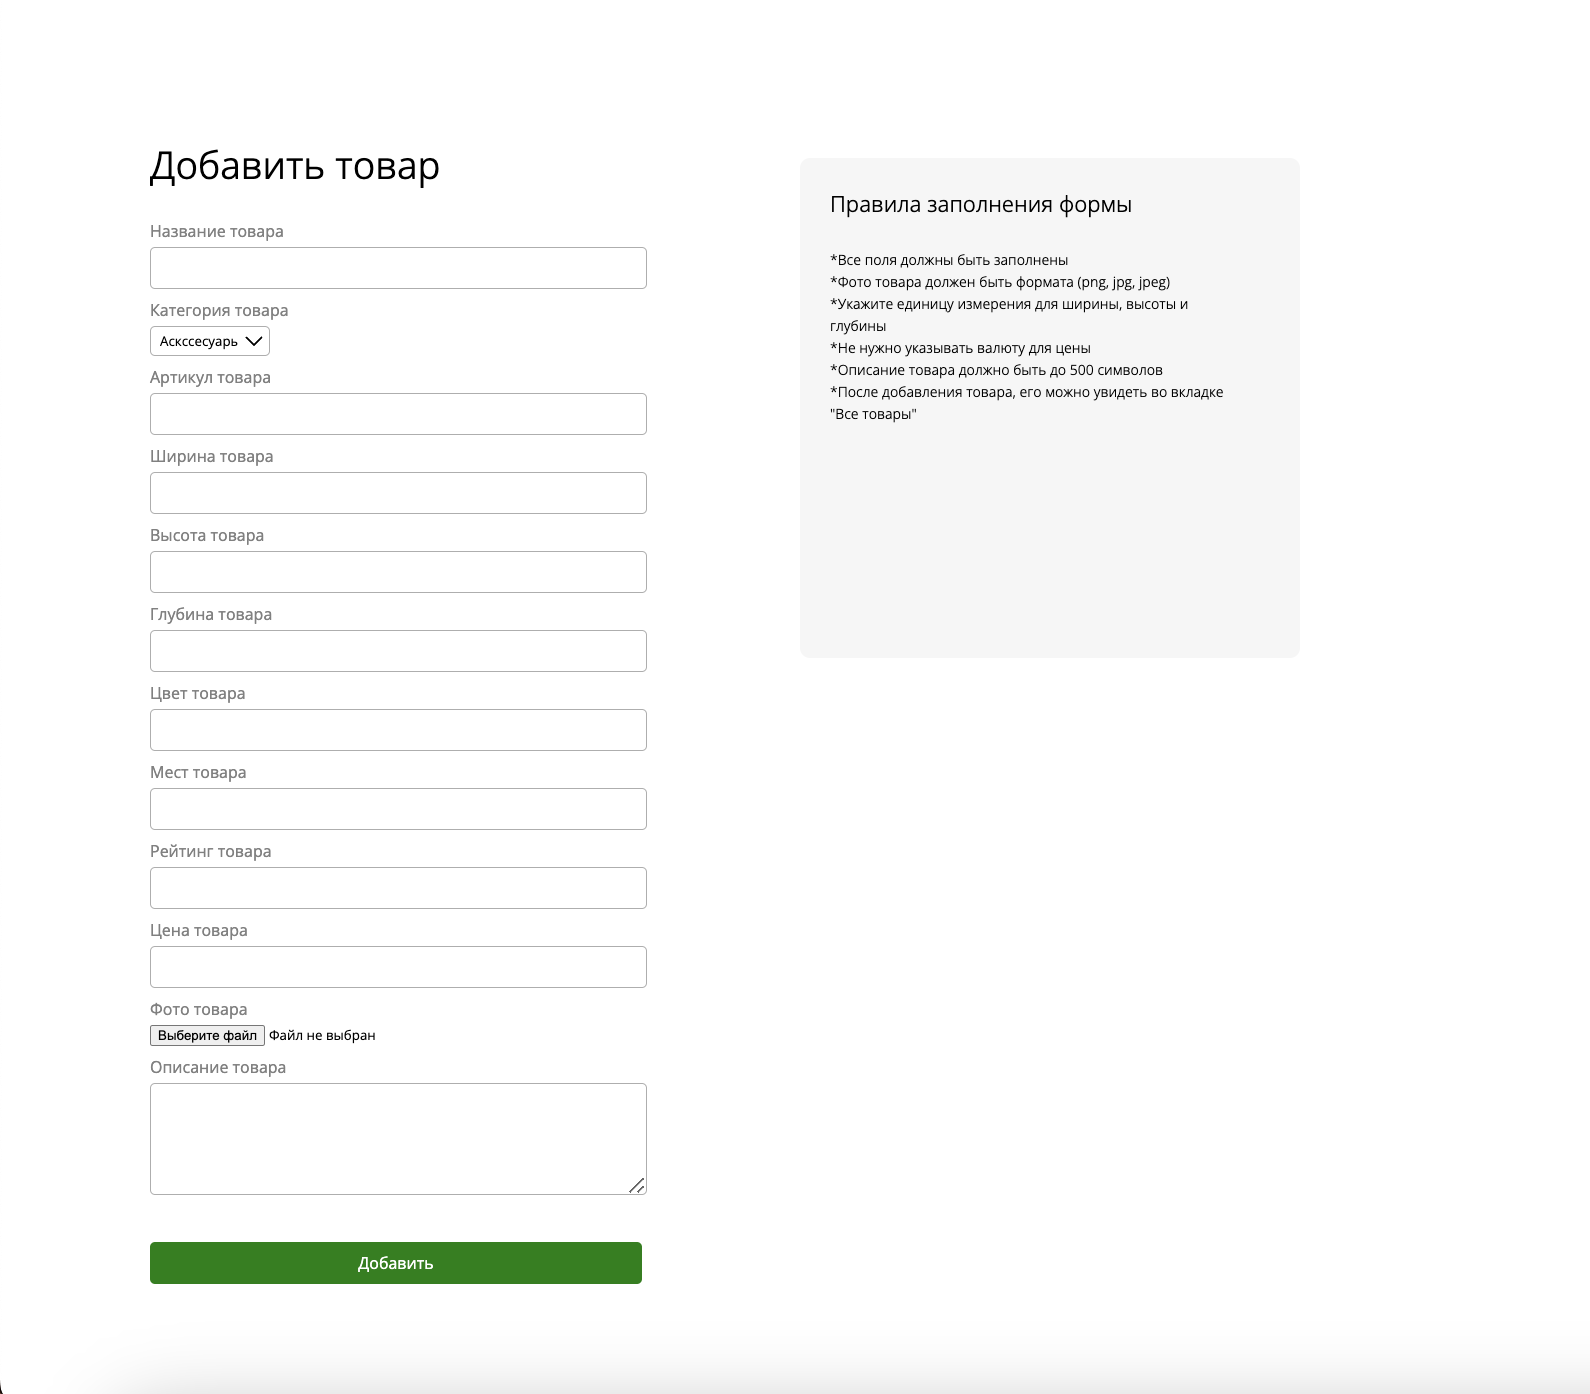 Добавить товар
Название товара
Категория товара
Аскссесуарь
Артикул товара
Ширина товара
Высота товара
Глубина товара
Цвет товара
Мест товара
Рейтинг товара
Цена товара
Фото товара
Выберите файл Файл не выбран
Описание товара
Добавить
Правила заполнения формы
*Все поля должны быть заполнены
*Фото товара должен быть формата (png, jpg, jpeg)
*Укажите единицу измерения для ширины, высоты и
глубины
*Не нужно указывать валюту для цены
*Описание товара должно быть до 500 символов
*После добавления товара, его можно увидеть во вкладке
"Все товары"